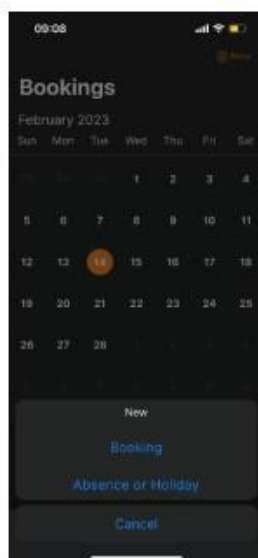 09:08
New
Bookings
February 2023
Sun Mon Tue Wed Thu Fri Sat
1 2 3 4
5 6 7 8 9 10 11
12 13 14 15 16 17 18
19 20 21 22 23 24 25
26 27 28
New
Booking
Absence or Holiday
Cancel